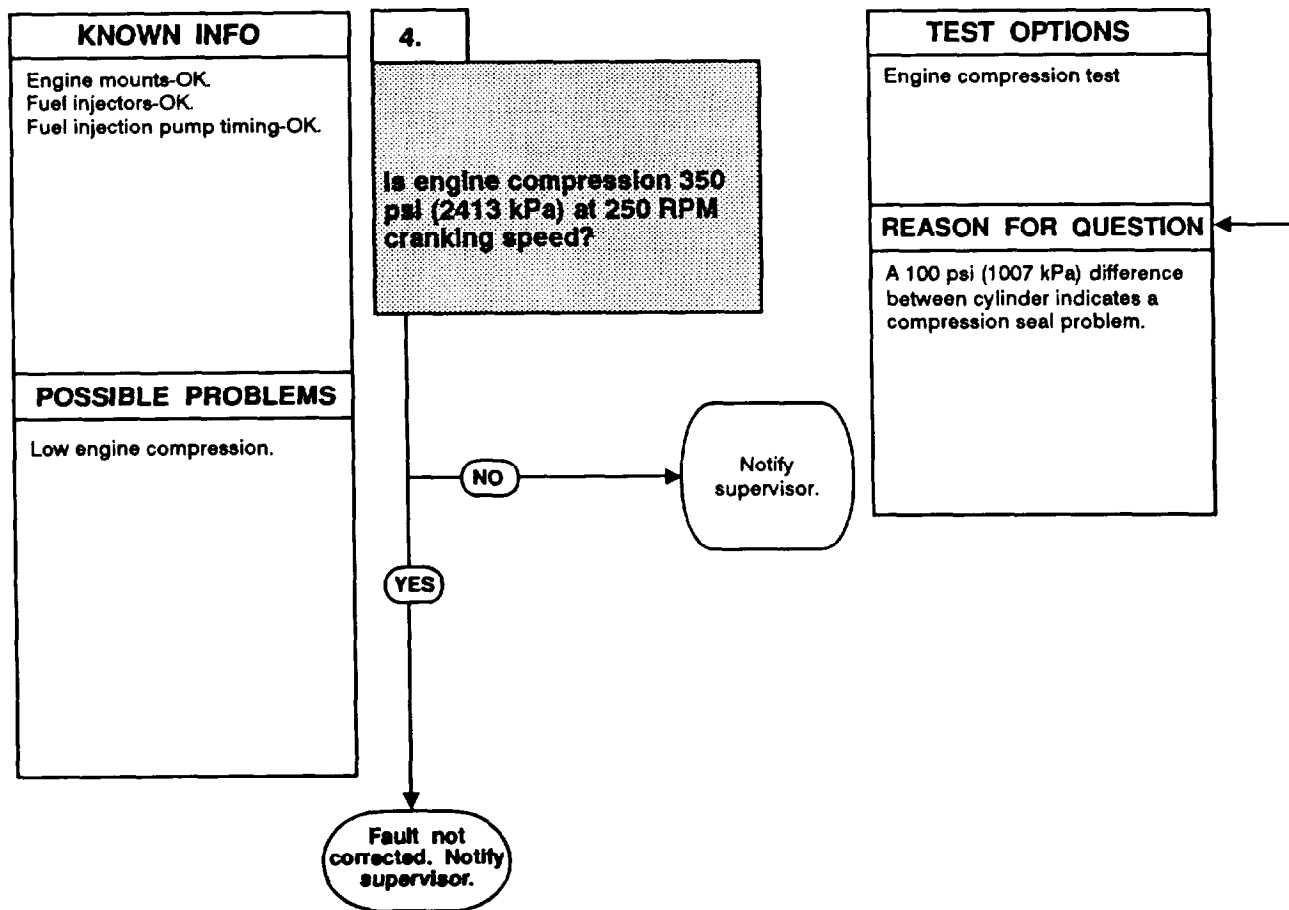 KNOWN INFO
Engine mounts-OK.
Fuel injectors-OK.
Fuel injection pump timing-OK.
POSSIBLE PROBLEMS
Low engine compression.
4.
Is engine compression 350
psi (2413 kPa) at 250 RPM
cranking speed?
NO
Notify
supervisor.
YES
Fault not
corrected. Notify
supervisor.
TEST OPTIONS
Engine compression test
REASON FOR QUESTION
A 100 psi (1007 kPa) difference
between cylinder indicates a
compression seal problem.